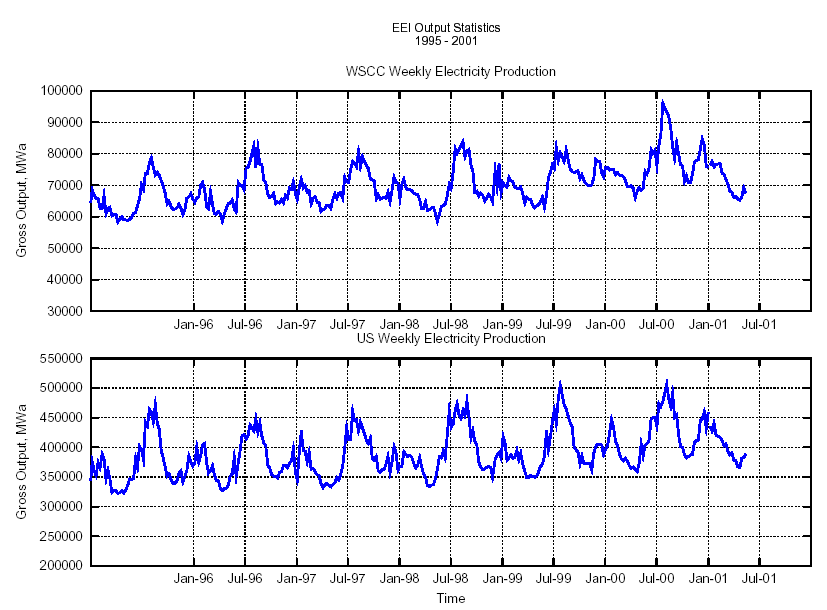 EEI Output Statistics
1995 - 2001
WSCC Weekly Electricity Production
100000
90000
80000
70000
60000
50000
40000
30000
Gross Output, MWa
Jan-96 Jul-96 Jan-97 Jul-97 Jan-98 Jul-98 Jan-99 Jul-99 Jan-00 Jul-00 Jan-01 Jul-01
US Weekly Electricity Production
550000
500000
450000
400000
350000
300000
250000
200000
Gross Output, MWa
Jan-96 Jul-96 Jan-97 Jul-97 Jan-98 Jul-98 Jan-99 Jul-99 Jan-00 Jul-00 Jan-01 Jul-01
Time